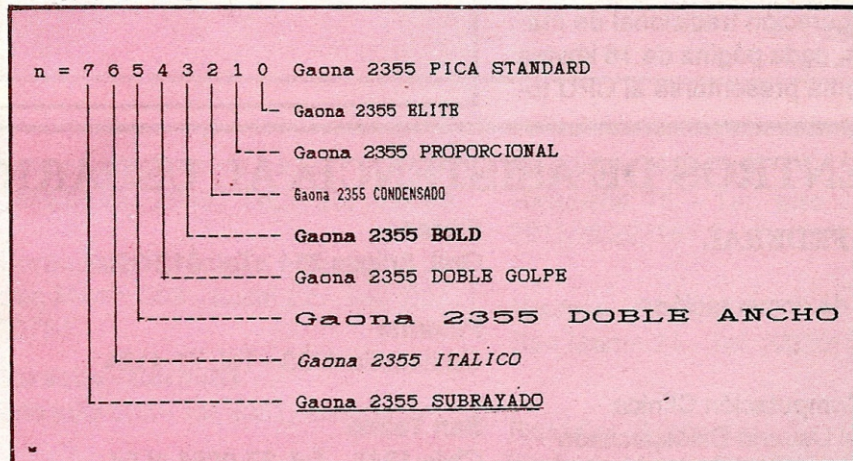 n = 7 6 5 4 3 2 1 0 Gaona 2355 PICA STANDARD
Gaona 2355 ELITE
Gaona 2355 PROPORCIONAL
Gaona 2355 CONDENSADO
Gaona 2355 BOLD
Gaona 2355 DOBLE GOLPE
Gaona 2355 DOBLE ANCHO
Gaona 2355 ITALICO
Gaona 2355 SUBRAYADO